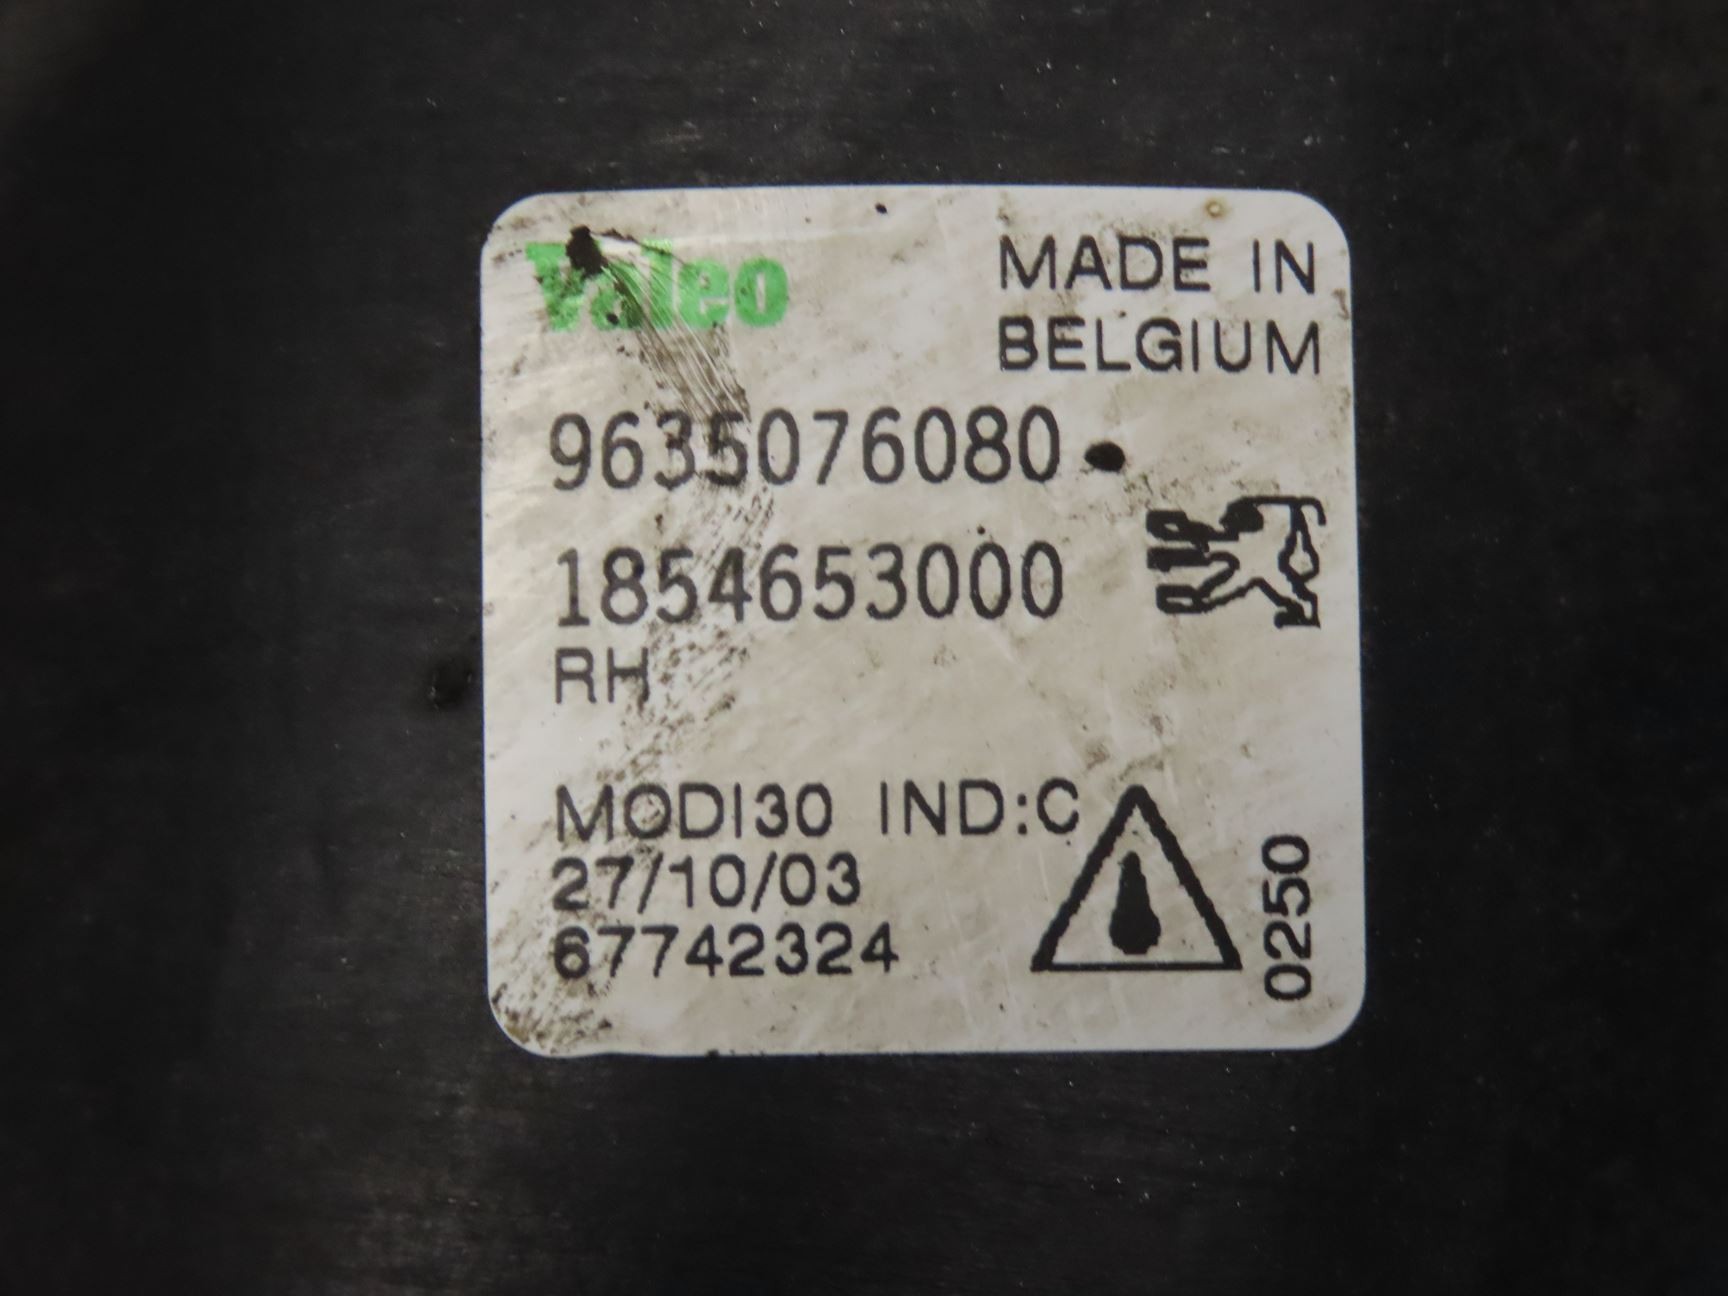 Valeo
MADE IN
BELGIUM
9635076080
1854653000
RH
MODI30 IND:C
27/10/03
67742324
0250